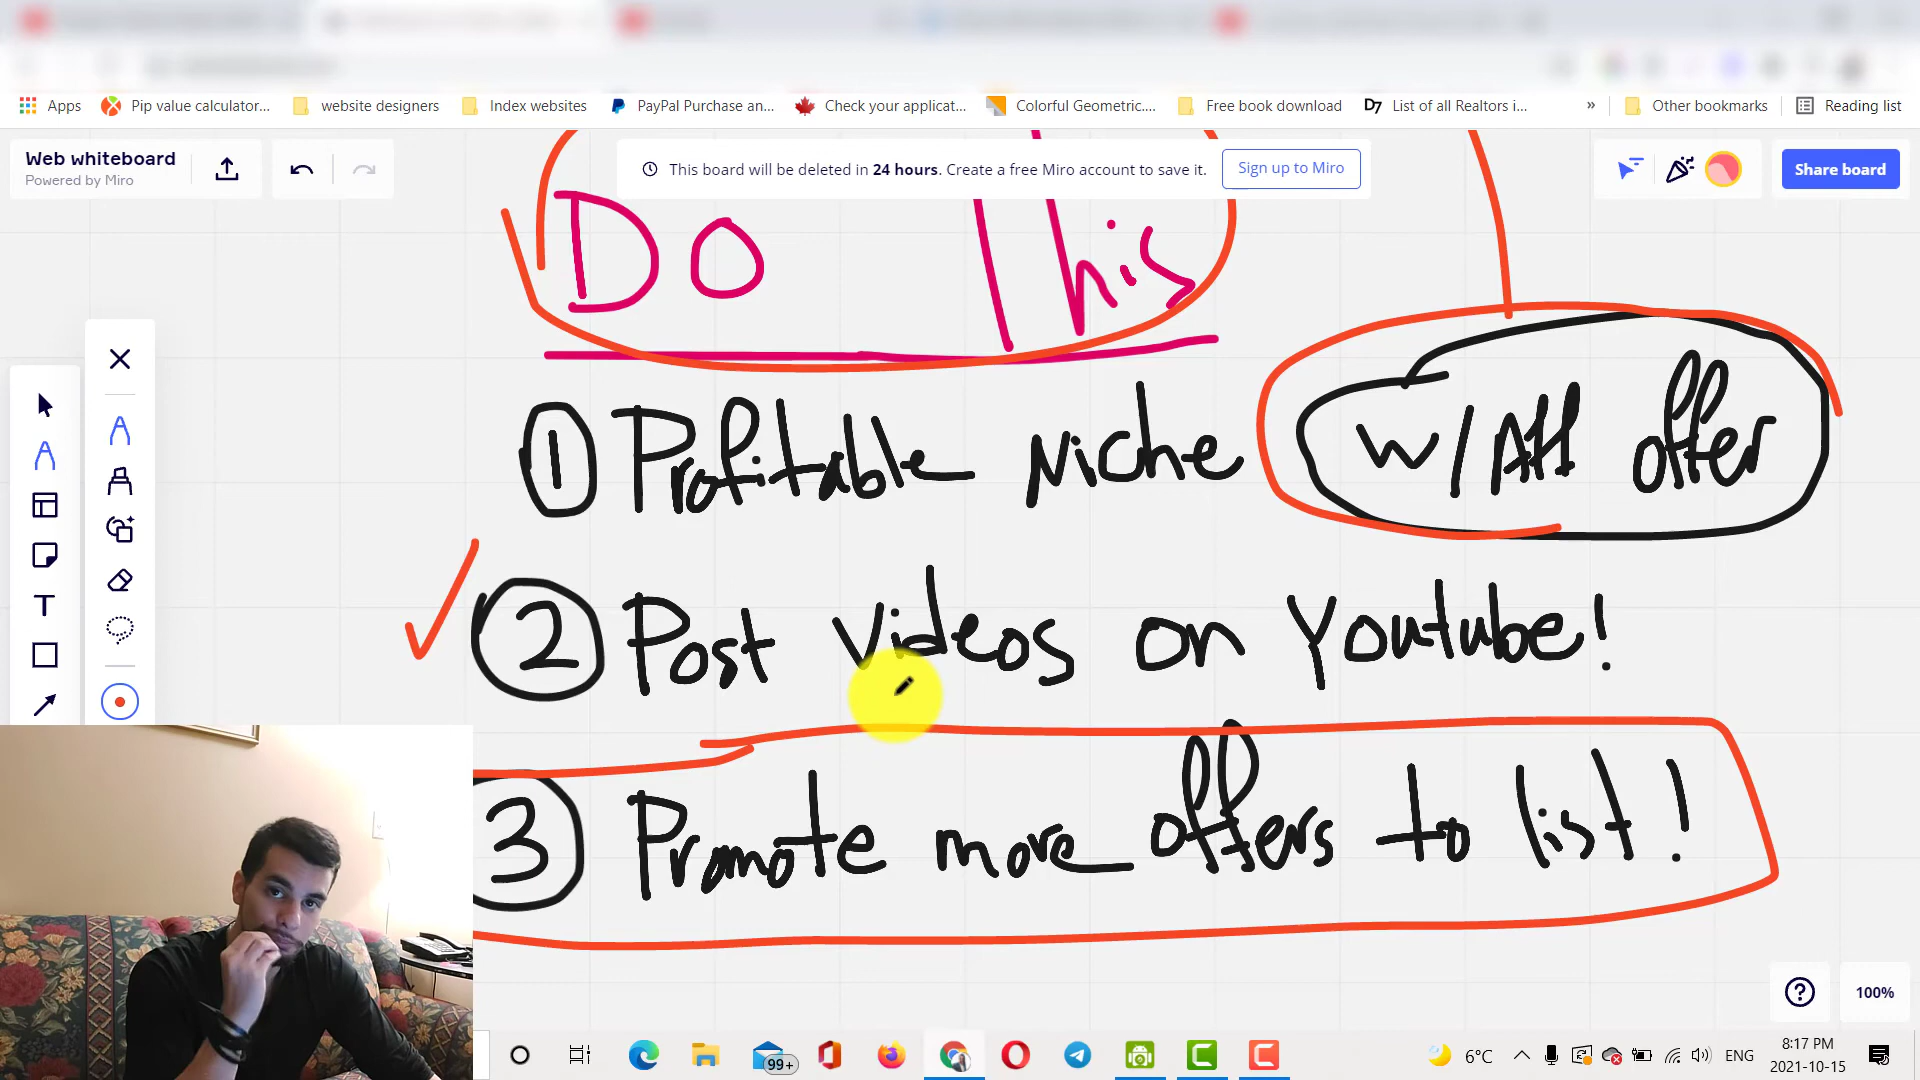 Apps Pip value calculator... website designers Index websites PayPal Purchase an... Check your applicat... Colorful Geometric.... Free book download D7 List of all Realtors i... » Other bookmarks Reading list
Web whiteboard
Powered by Miro
This board will be deleted in 24 hours. Create a free Miro account to save it. Sign up to Miro
Share board
Do This
1 Profitable Niche w/ Aff offer
2 Post Videos on Youtube!
3 Promote more offers to list!
T
100%
99+
6°C
ENG
8:17 PM
2021-10-15